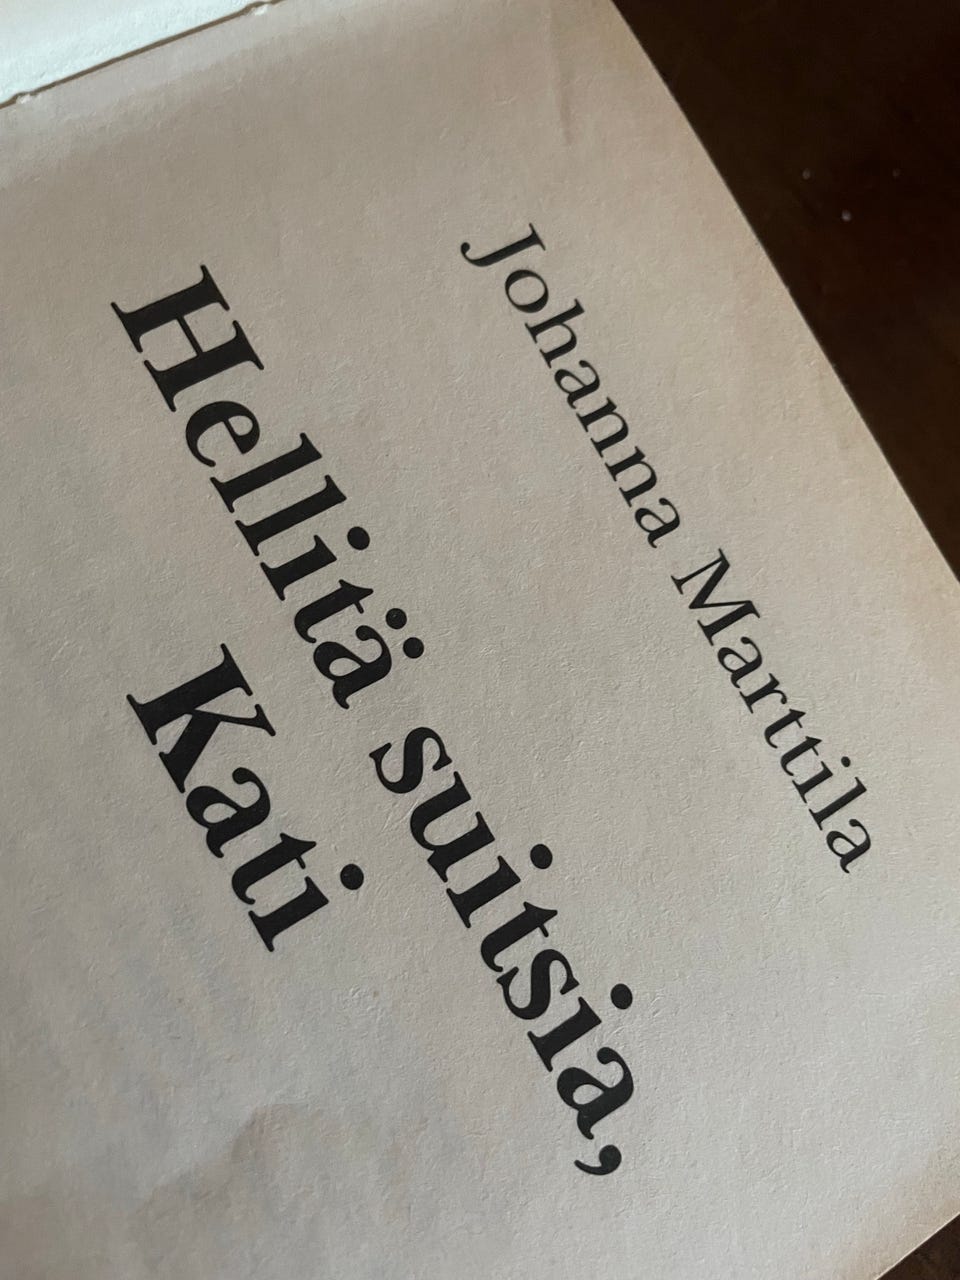 Johanna Marttila
Hellitä suitsia,
Kati